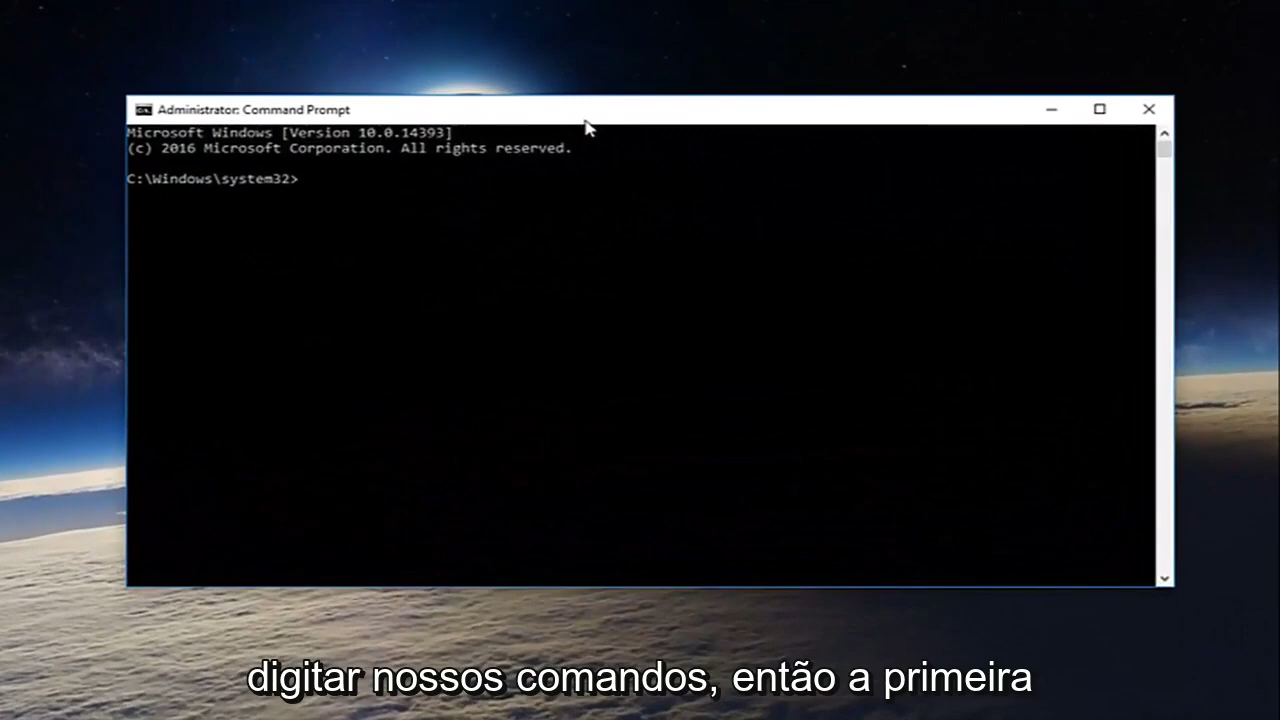 Administrator: Command Prompt
Microsoft Windows [Version 10.0.14393]
(c) 2016 Microsoft Corporation. All rights reserved.
C:\Windows\system32>
digitar nossos comandos, então a primeira